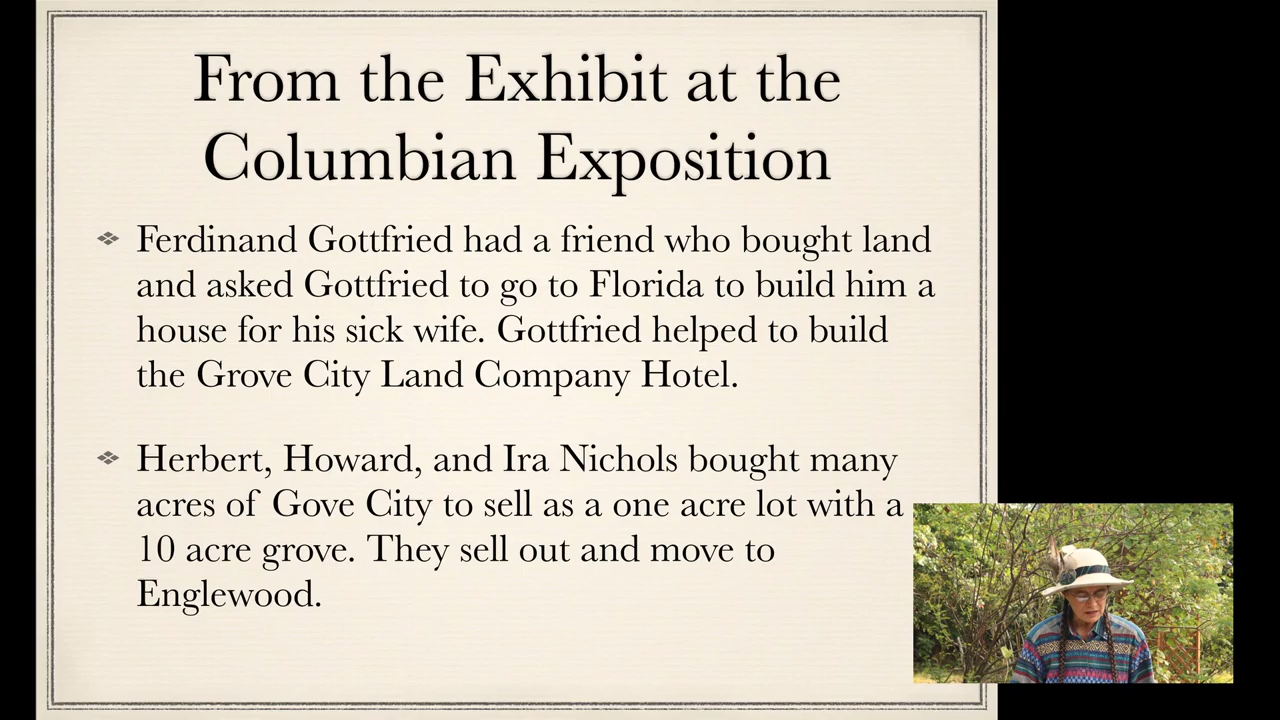 From the Exhibit at the
Columbian Exposition
Ferdinand Gottfried had a friend who bought land
and asked Gottfried to go to Florida to build him a
house for his sick wife. Gottfried helped to build
the Grove City Land Company Hotel.
Herbert, Howard, and Ira Nichols bought many
acres of Gove City to sell as a one acre lot with a
10 acre grove. They sell out and move to
Englewood.